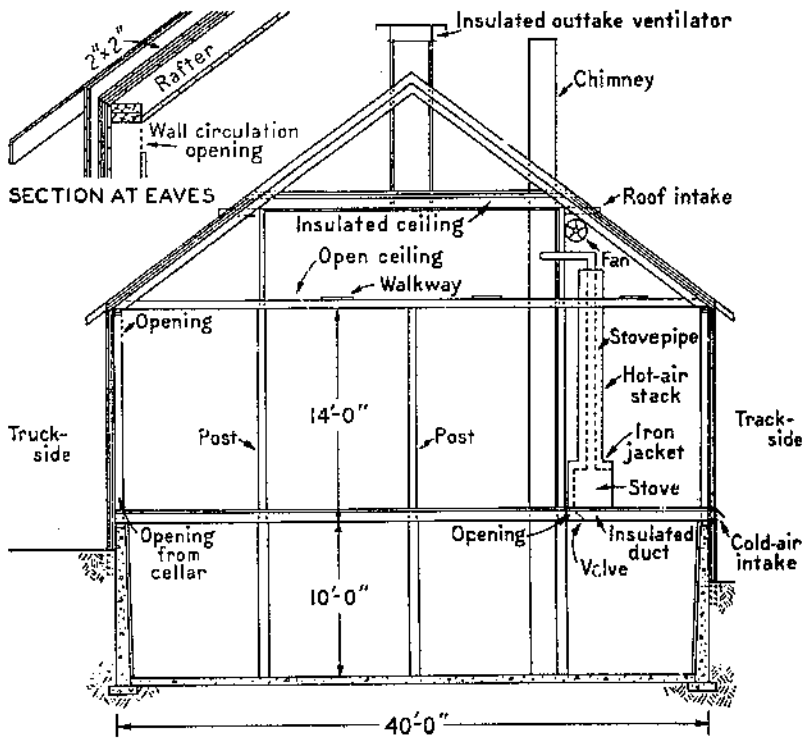 Insulated outtake ventilator
2"x2"
Rafter
Chimney
Wall circulation
opening
SECTION AT EAVES
Roof intake
Insulated ceiling
Fan
Open ceiling
Walkway
Opening
Stovepipe
Hot-air
stack
14'-0"
Truck-
side
Post
Post
Iron
jacket
Track-
side
Stove
Opening
from
cellar
Opening
Insulated
duct
Valve
Cold-air
intake
10'-0"
40'-0"